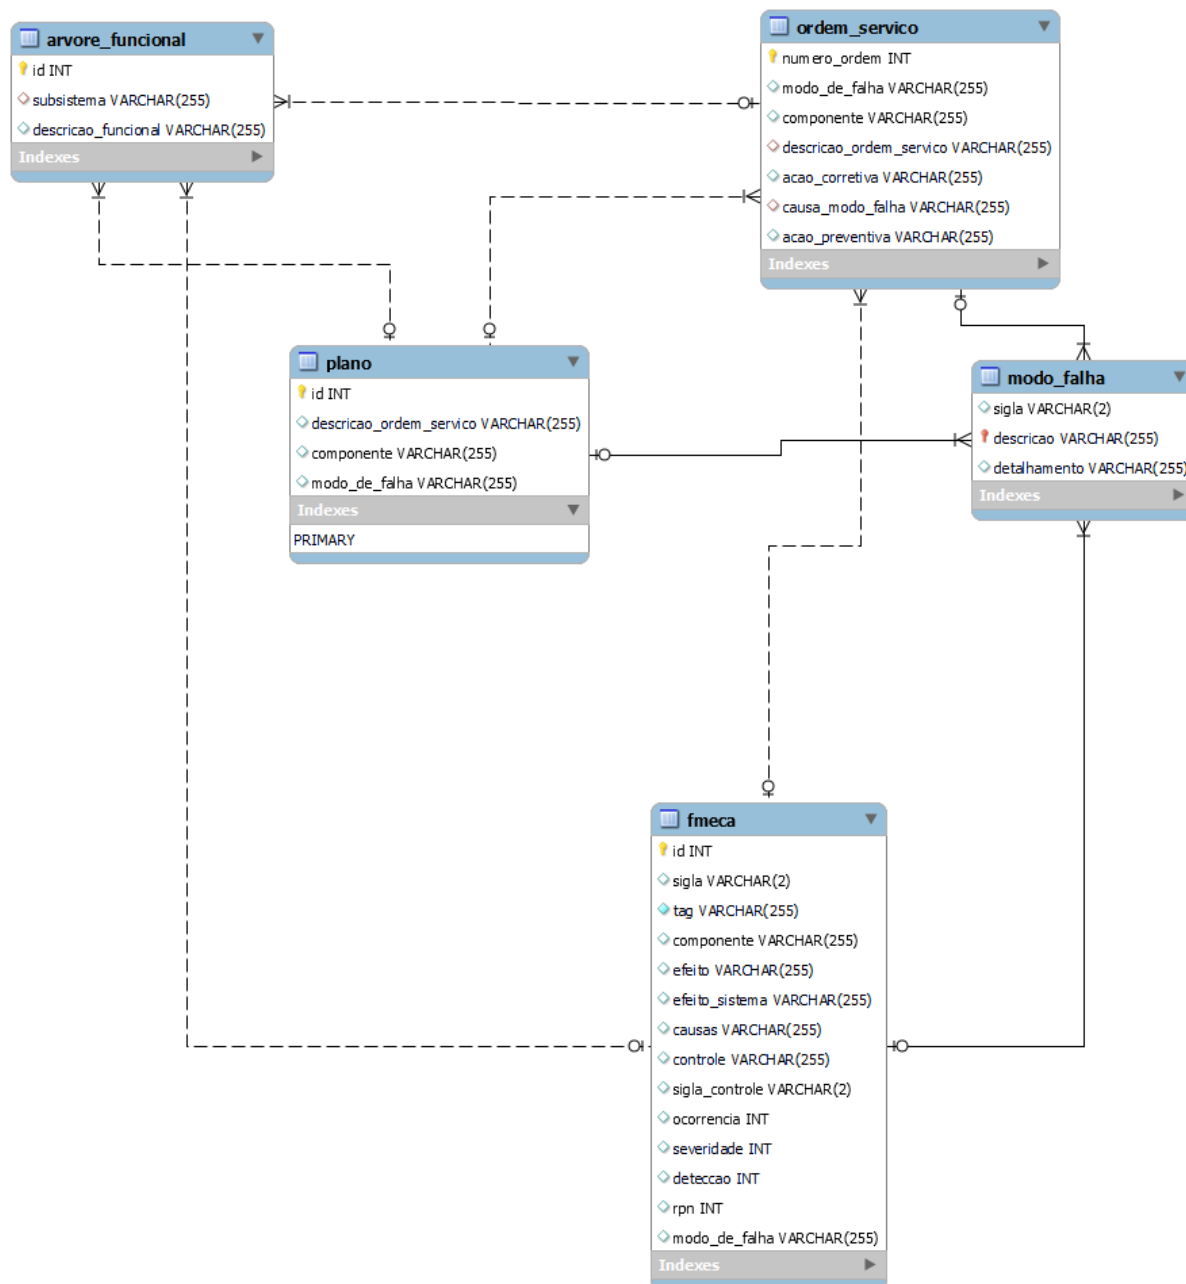 arvore_funcional
id INT
subsistema VARCHAR(255)
descricao_funcional VARCHAR(255)
Indexes
ordem_servico
numero_ordem INT
modo_de_falha VARCHAR(255)
componente VARCHAR(255)
descricao_ordem_servico VARCHAR(255)
acao_corretiva VARCHAR(255)
causa_modo_falha VARCHAR(255)
acao_preventiva VARCHAR(255)
Indexes
plano
id INT
descricao_ordem_servico VARCHAR(255)
componente VARCHAR(255)
modo_de_falha VARCHAR(255)
Indexes
PRIMARY
modo_falha
sigla VARCHAR(2)
descricao VARCHAR(255)
detalhamento VARCHAR(255)
Indexes
fmeca
id INT
sigla VARCHAR(2)
tag VARCHAR(255)
componente VARCHAR(255)
efeito VARCHAR(255)
efeito_sistema VARCHAR(255)
causas VARCHAR(255)
controle VARCHAR(255)
sigla_controle VARCHAR(2)
ocorrencia INT
severidade INT
deteccao INT
rpn INT
modo_de_falha VARCHAR(255)
Indexes